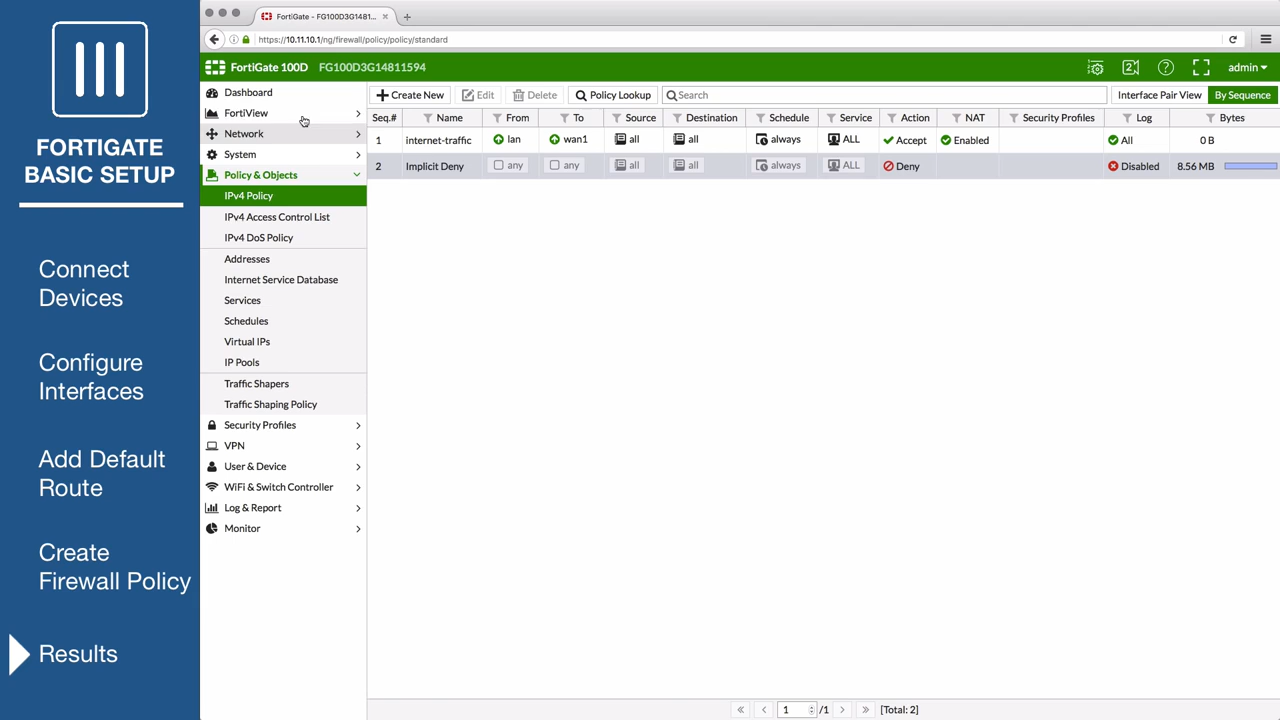 FORTIGATE
BASIC SETUP
Connect
Devices
Configure
Interfaces
Add Default
Route
Create
Firewall Policy
Results
FortiGate - FG100D3G1481...
https://10.11.10.1/ng/firewall/policy/policy/standard
FortiGate 100D FG100D3G14811594
admin
Dashboard
FortiView
Network
System
Policy & Objects
IPv4 Policy
IPv4 Access Control List
IPv4 DoS Policy
Addresses
Internet Service Database
Services
Schedules
Virtual IPs
IP Pools
Traffic Shapers
Traffic Shaping Policy
Security Profiles
VPN
User & Device
WiFi & Switch Controller
Log & Report
Monitor
Create New Edit Delete Policy Lookup Search Interface Pair View By Sequence
Seq.# Name From To Source Destination Schedule Service Action NAT Security Profiles Log Bytes
1 internet-traffic lan wan1 all all always ALL Accept Enabled All 0 B
2 Implicit Deny any any all all always ALL Deny Disabled 8.56 MB
1 /1 [Total: 2]